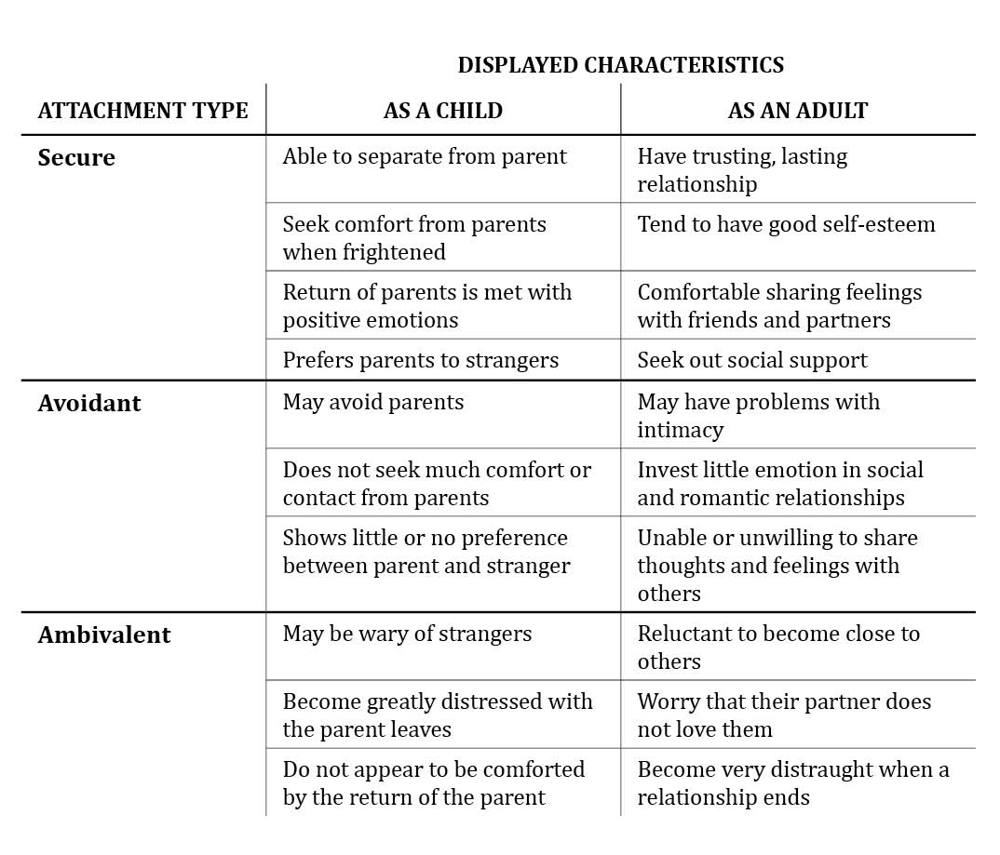 DISPLAYED CHARACTERISTICS
ATTACHMENT TYPE AS A CHILD AS AN ADULT
Secure
Able to separate from parent
Have trusting, lasting
relationship
Seek comfort from parents
when frightened
Tend to have good self-esteem
Return of parents is met with
positive emotions
Comfortable sharing feelings
with friends and partners
Prefers parents to strangers
Seek out social support
Avoidant
May avoid parents
May have problems with
intimacy
Does not seek much comfort or
contact from parents
Invest little emotion in social
and romantic relationships
Shows little or no preference
between parent and stranger
Unable or unwilling to share
thoughts and feelings with
others
Ambivalent
May be wary of strangers
Reluctant to become close to
others
Become greatly distressed with
the parent leaves
Worry that their partner does
not love them
Do not appear to be comforted
by the return of the parent
Become very distraught when a
relationship ends